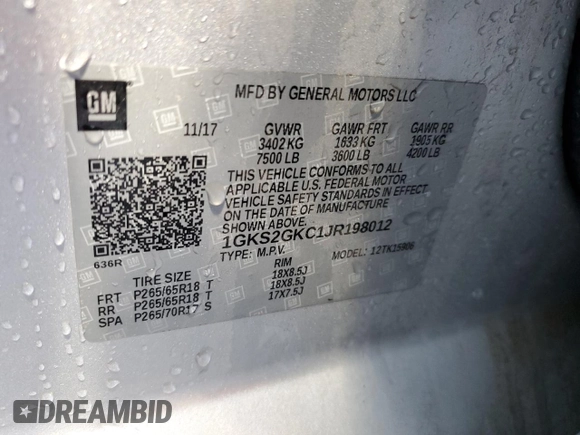 GM
MFD BY GENERAL MOTORS LLC
11/17 GVWR GAWR FRT GAWR RR
3402 KG 1633 KG 1905 KG
7500 LB 3600 LB 4200 LB
THIS VEHICLE CONFORMS TO ALL
APPLICABLE U.S. FEDERAL MOTOR
VEHICLE SAFETY STANDARDS IN EFFECT
ON THE DATE OF MANUFACTURE
SHOWN ABOVE.
1GKS2GKC1JR198012
636R
TYPE: M.P.V. MODEL: 12TK15906
TIRE SIZE RIM
FRT P265/65R18 T 18X8.5J
RR P265/65R18 T 18X8.5J
SPA P265/70R17 S 17X7.5J
DREAMBID